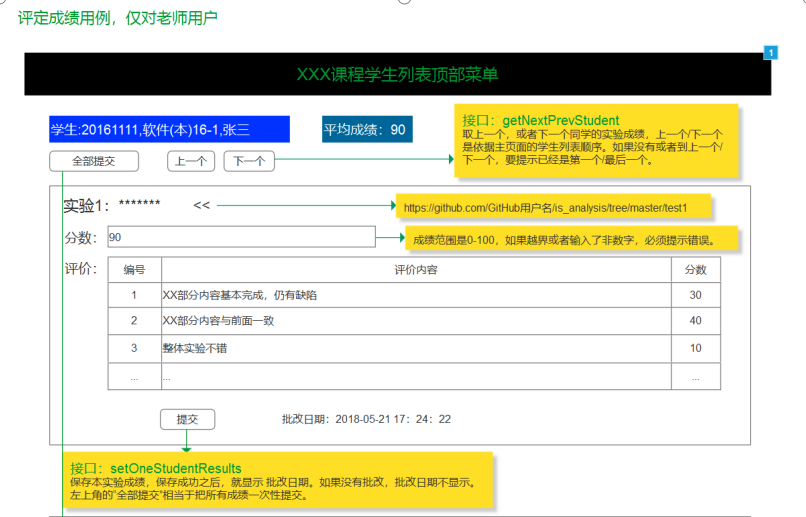 评定成绩用例，仅对老师用户
1
XXX课程学生列表顶部菜单
学生:20161111,软件(本)16-1,张三
平均成绩：90
接口：getNextPrevStudent
取上一个，或者下一个同学的实验成绩，上一个/下一个
是依据主页面的学生列表顺序。如果没有或者到上一个/
下一个，要提示已经是第一个/最后一个。
全部提交
上一个
下一个
实验1：*******
<<
https://github.com/GitHub用户名/is_analysis/tree/master/test1
分数：
90
成绩范围是0-100，如果越界或者输入了非数字，必须提示错误。
评价：
编号 评价内容 分数
1 XX部分内容基本完成，仍有缺陷 30
2 XX部分内容与前面一致 40
3 整体实验不错 10
... ... ...
提交
批改日期：2018-05-21 17：24：22
接口：setOneStudentResults
保存本实验成绩，保存成功之后，就显示 批改日期。如果没有批改，批改日期不显示。
左上角的"全部提交"相当于把所有成绩一次性提交。